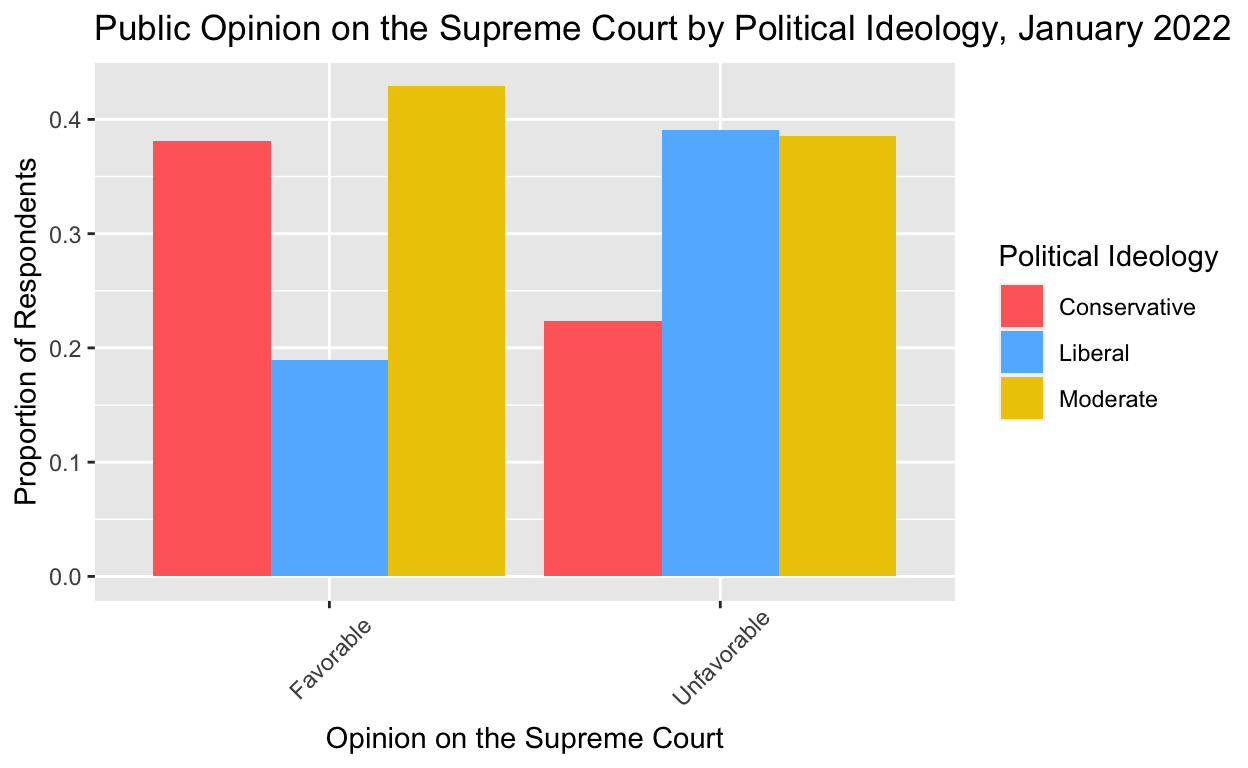 Public Opinion on the Supreme Court by Political Ideology, January 2022
Proportion of Respondents
0.4
0.3
0.2
0.1
0.0
Favorable
Unfavorable
Opinion on the Supreme Court
Political Ideology
Conservative
Liberal
Moderate